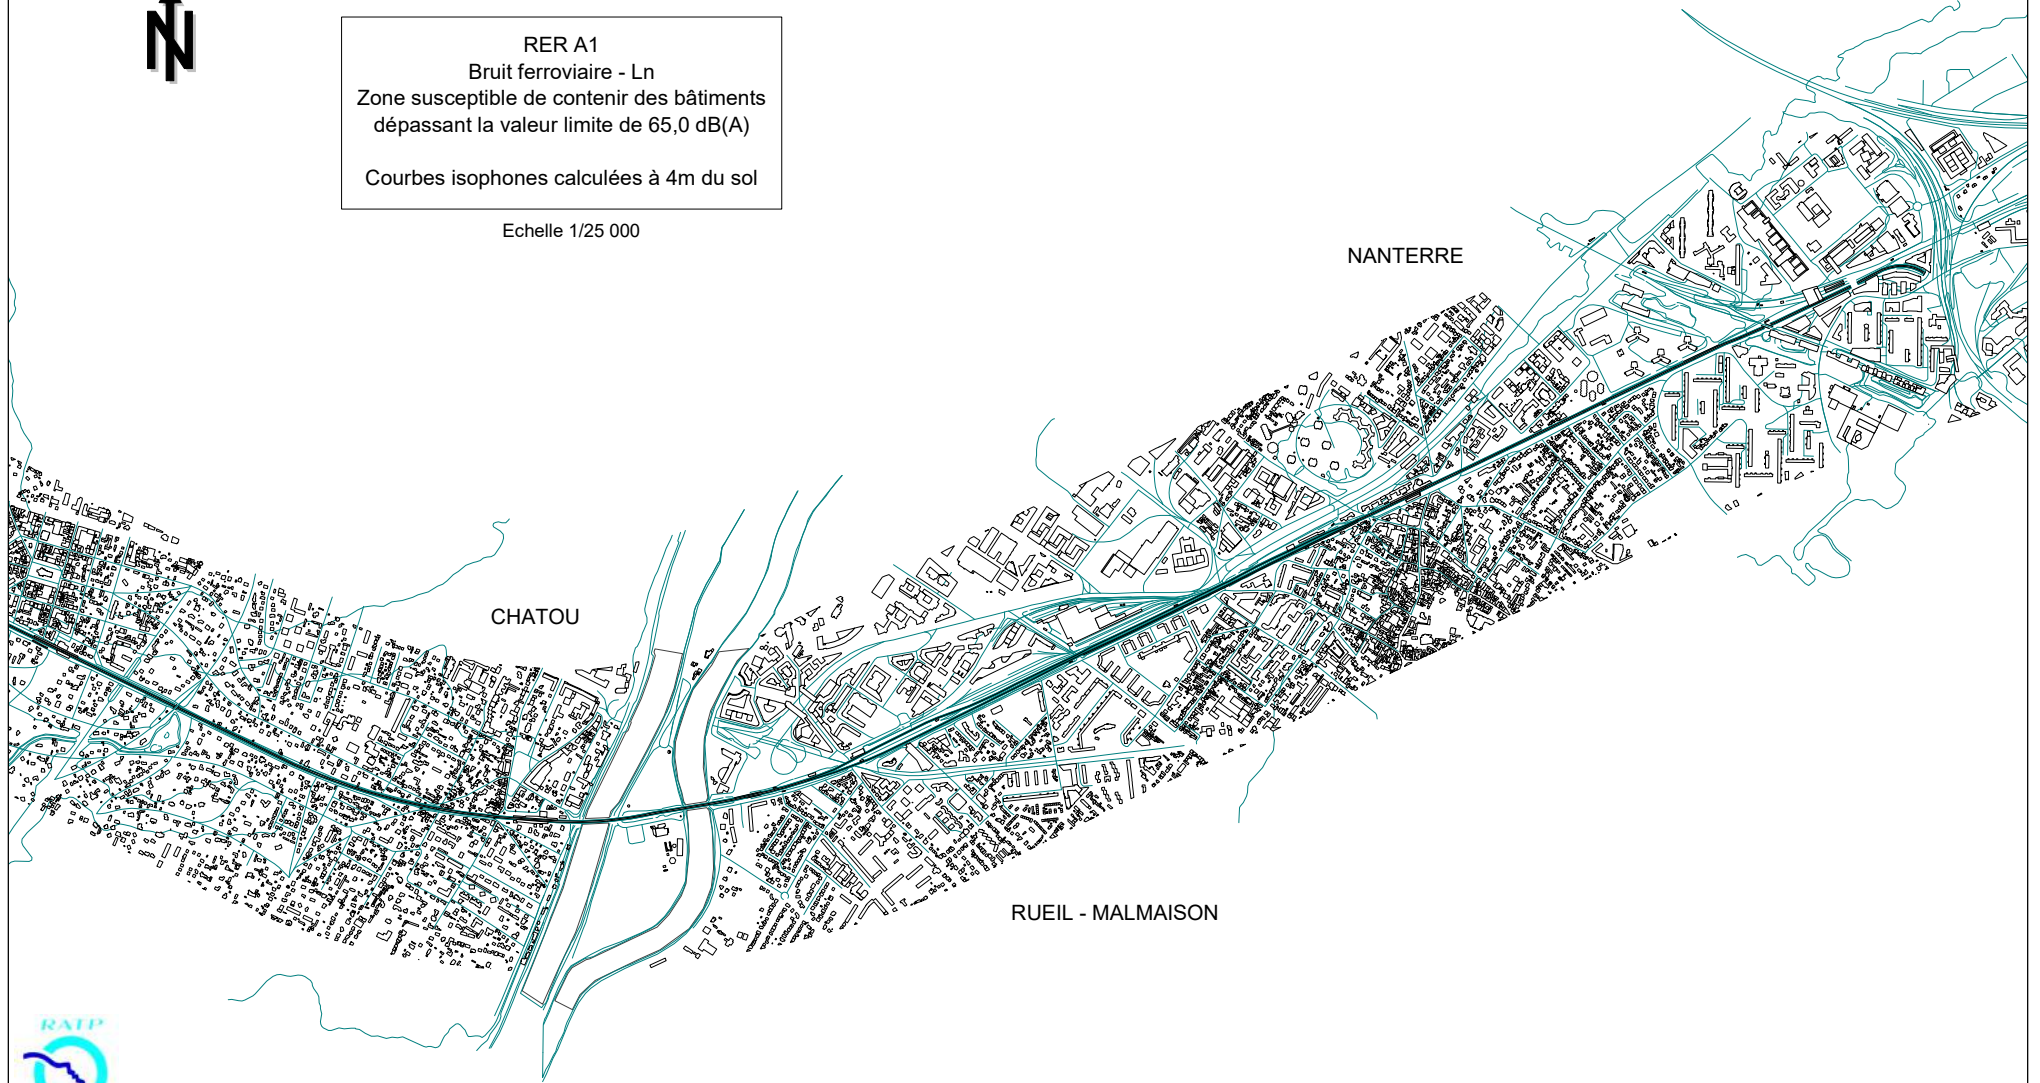 N
RER A1
Bruit ferroviaire - Ln
Zone susceptible de contenir des bâtiments
dépassant la valeur limite de 65,0 dB(A)
Courbes isophones calculées à 4m du sol
Echelle 1/25 000
NANTERRE
CHATOU
RUEIL - MALMAISON
RATP